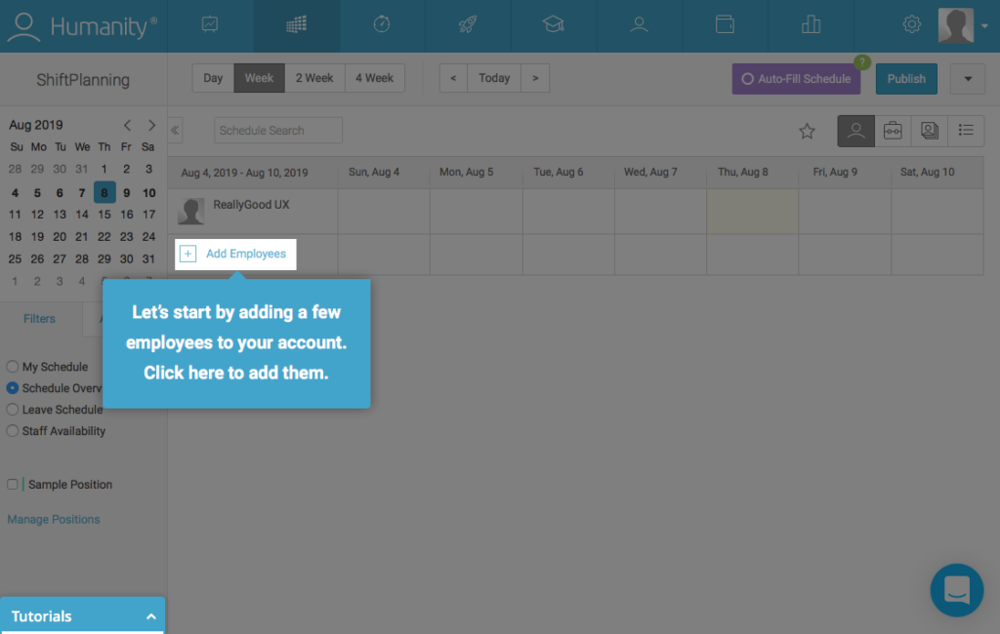 Humanity®
ShiftPlanning
Day Week 2 Week 4 Week < Today > Auto-Fill Schedule ? Publish
Aug 2019
Su Mo Tu We Th Fr Sa
28 29 30 31 1 2 3
4 5 6 7 8 9 10
11 12 13 14 15 16 17
18 19 20 21 22 23 24
25 26 27 28 29 30 31
1 2 3 4
Schedule Search
Aug 4, 2019 - Aug 10, 2019 Sun, Aug 4 Mon, Aug 5 Tue, Aug 6 Wed, Aug 7 Thu, Aug 8 Fri, Aug 9 Sat, Aug 10
ReallyGood UX
+ Add Employees
Let's start by adding a few
employees to your account.
Click here to add them.
Filters
My Schedule
Schedule Overv
Leave Schedule
Staff Availability
Sample Position
Manage Positions
Tutorials